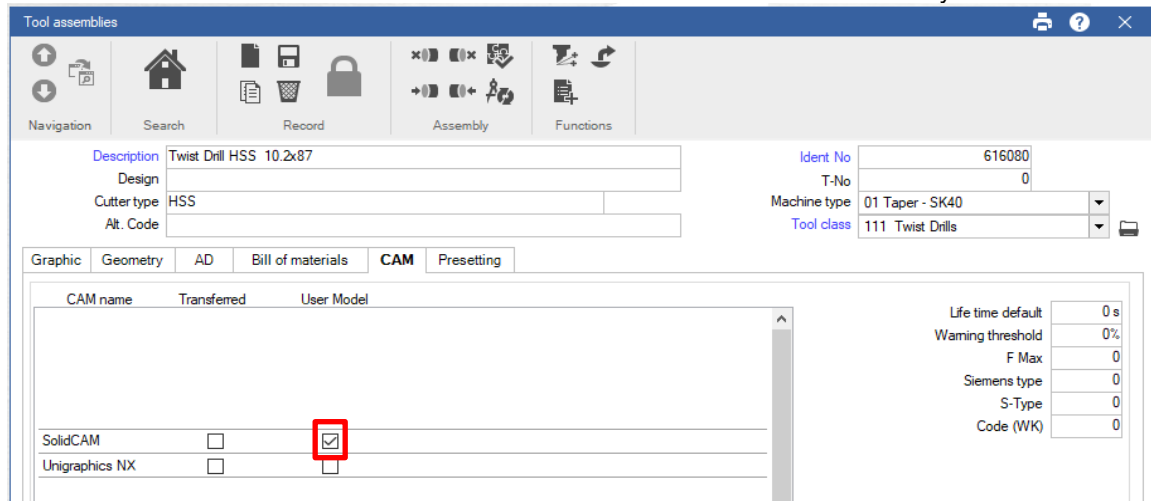 Tool assemblies
Navigation Search Record Assembly Functions
Description Twist Drill HSS 10.2x87 Ident No 616080
Design T-No 0
Cutter type HSS Machine type 01 Taper - SK40
Alt. Code Tool class 111 Twist Drills
Graphic Geometry AD Bill of materials CAM Presetting
CAM name Transferred User Model
Life time default 0 s
Warning threshold 0%
F Max 0
Siemens type 0
S-Type 0
Code (WK) 0
SolidCAM
Unigraphics NX